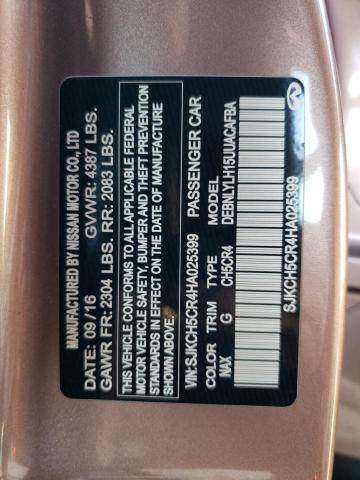 MANUFACTURED BY NISSAN MOTOR CO., LTD
DATE: 09/16 GVWR: 4387 LBS.
GAWR FR: 2304 LBS. RR: 2083 LBS.
THIS VEHICLE CONFORMS TO ALL APPLICABLE FEDERAL
MOTOR VEHICLE SAFETY, BUMPER AND THEFT PREVENTION
STANDARDS IN EFFECT ON THE DATE OF MANUFACTURE
SHOWN ABOVE.
VIN:SJKCH5CR4HA025399 PASSENGER CAR
COLOR TRIM TYPE MODEL
NAX G CH5CR4 DEBNLYLH15UUACAFBA
SJKCH5CR4HA025399